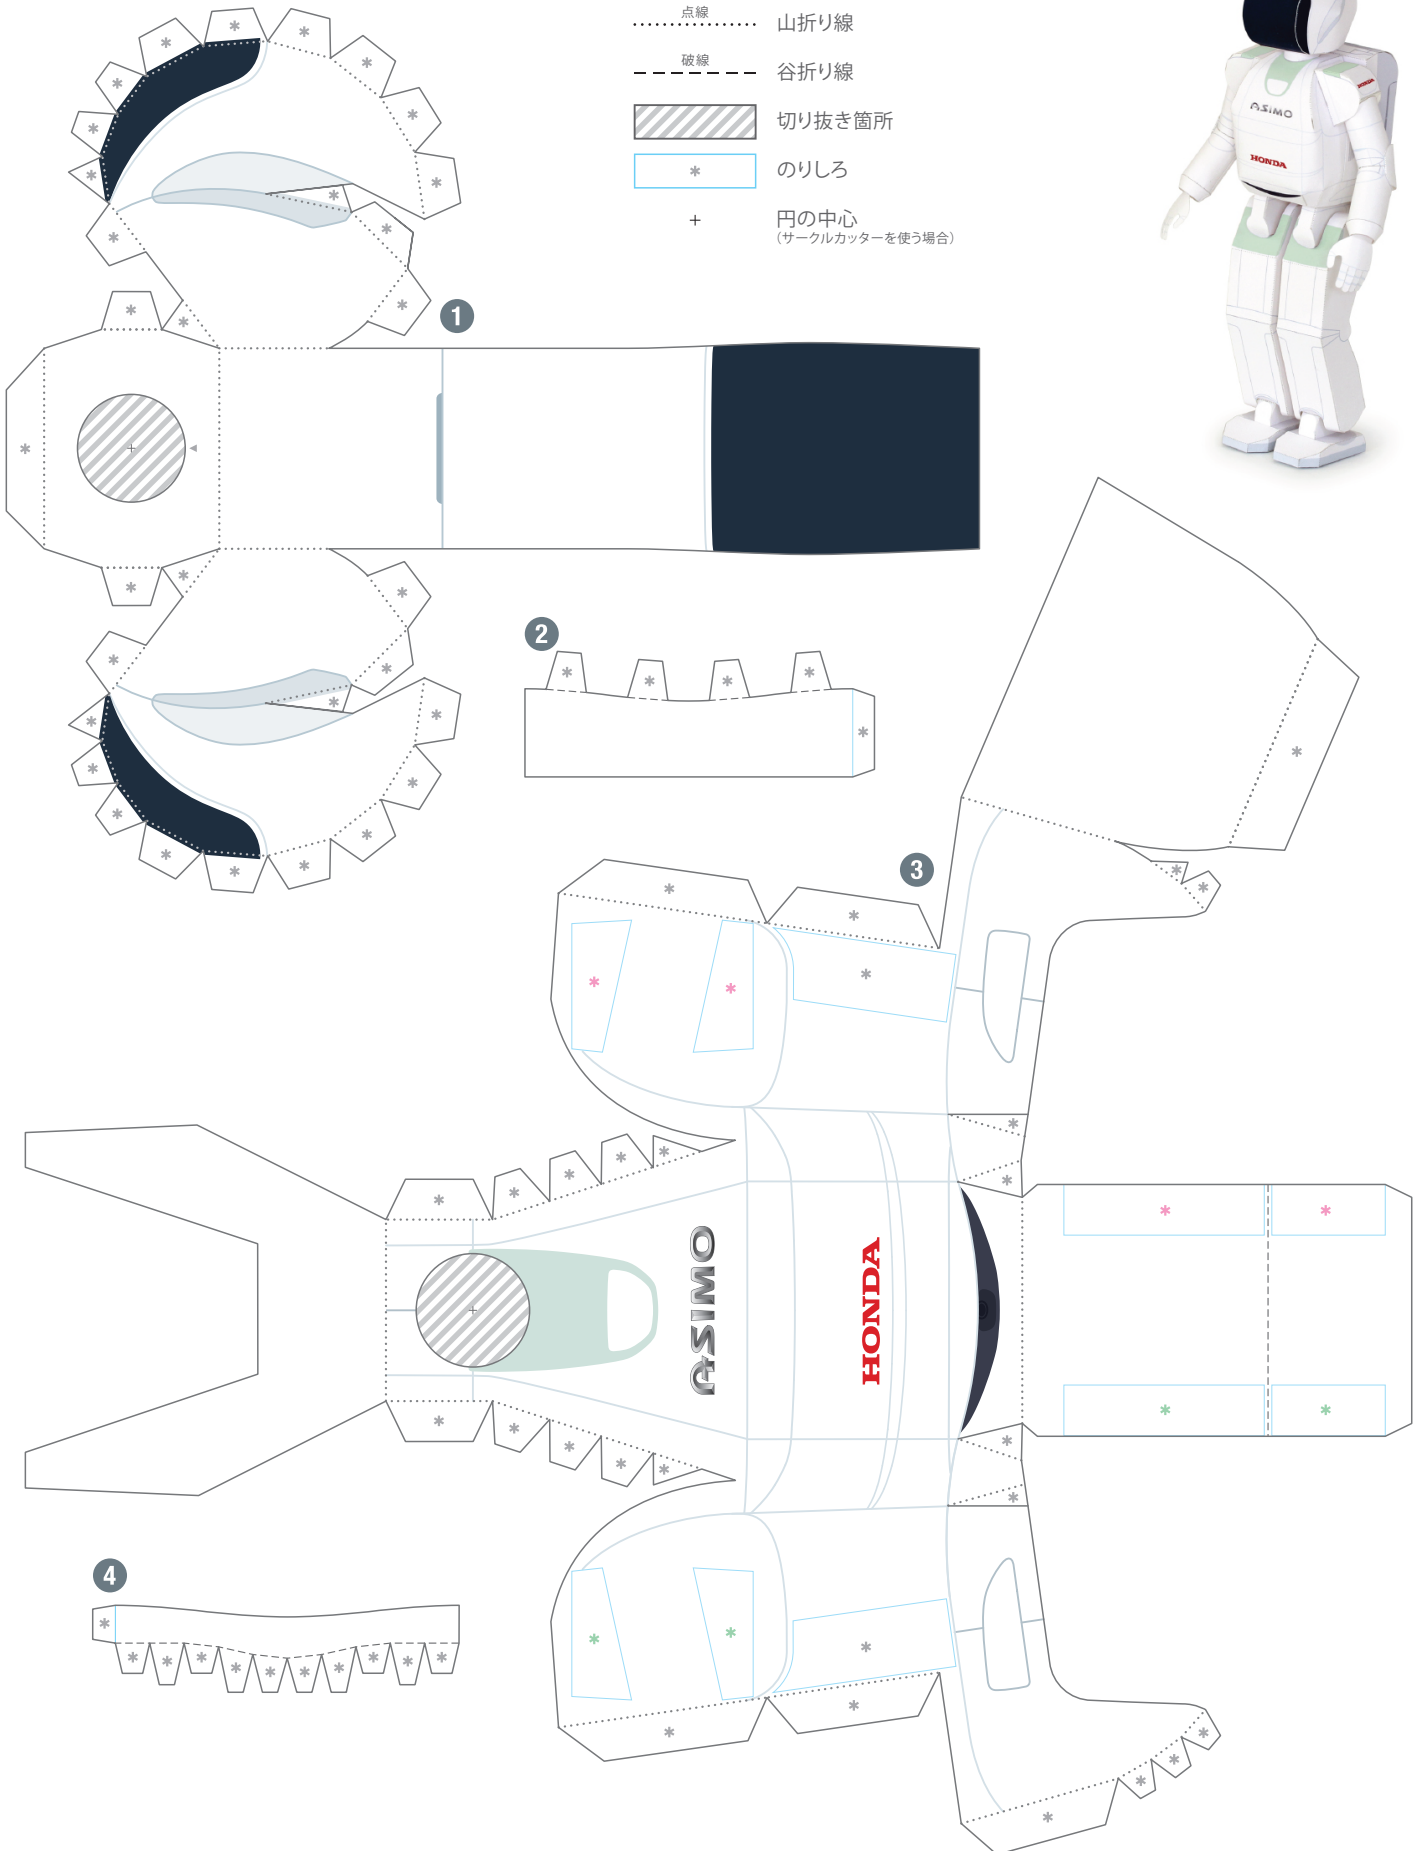 点線
山折り線
破線
谷折り線
切り抜き箇所
* のりしろ
+ 円の中心
(サークルカッターを使う場合)
ASIMO
HONDA
HONDA
1
2
3
4
ASIMO
HONDA